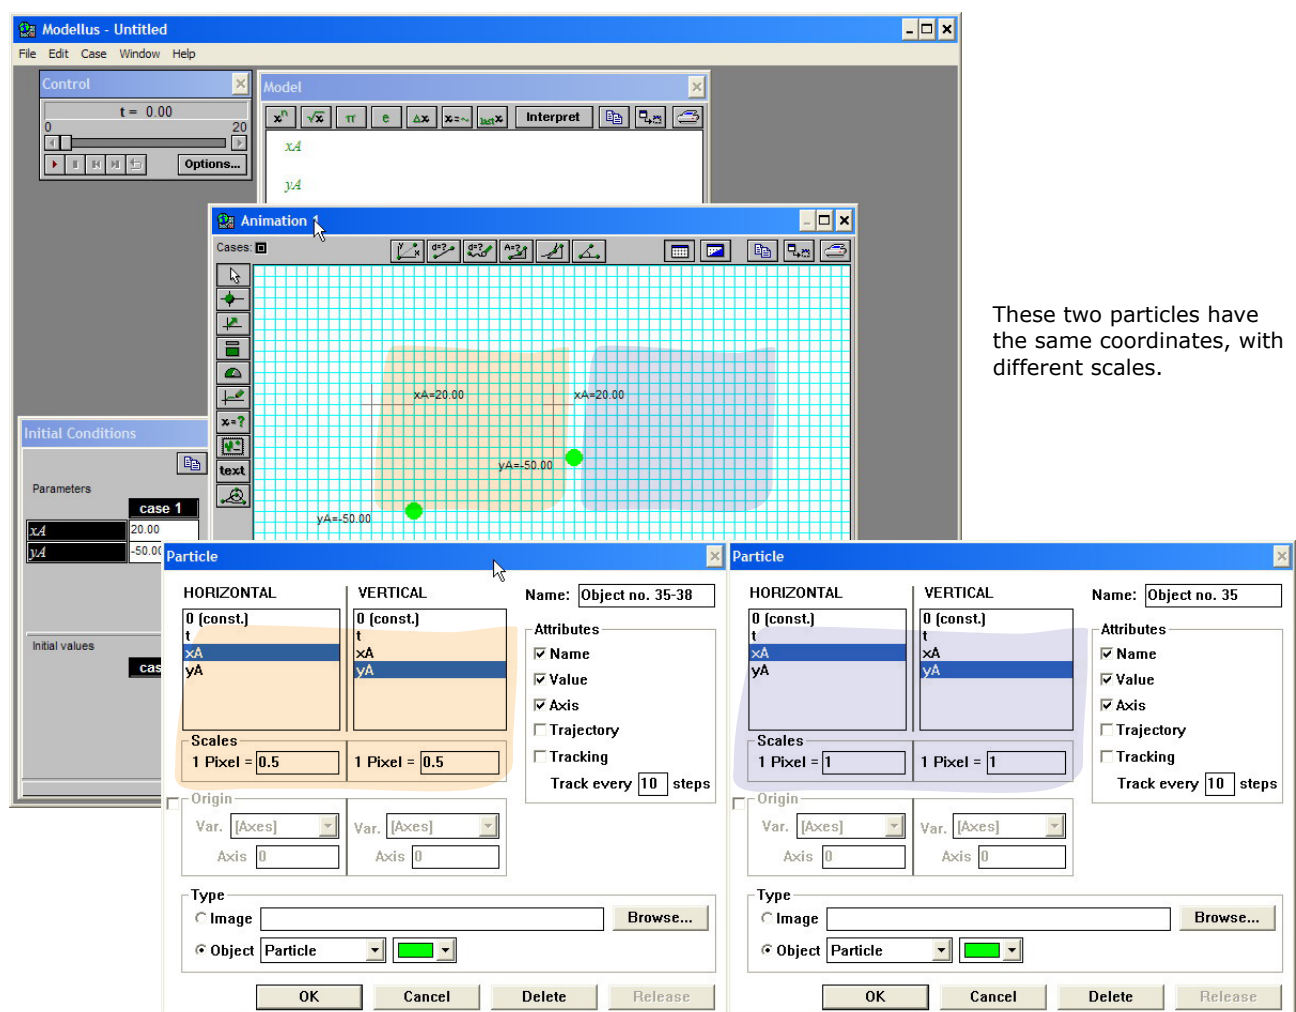 Modellus - Untitled
File Edit Case Window Help
Control
t = 0.00
0 20
Options...
Model
xⁿ √x π e Δx Interpret
xA
yA
Animation 1
Cases:
x=?
text
xA=20.00 xA=20.00
yA=-50.00
yA=-50.00
These two particles have
the same coordinates, with
different scales.
Initial Conditions
Parameters
case 1
xA 20.00
yA -50.00
Initial values
cas
Particle
HORIZONTAL VERTICAL
Name: Object no. 35-38
0 (const.) 0 (const.)
t t
xA xA
yA yA
Attributes
Name
Value
Axis
Trajectory
Tracking
Track every 10 steps
Scales
1 Pixel = 0.5 1 Pixel = 0.5
Origin
Var. [Axes] Var. [Axes]
Axis 0 Axis 0
Type
Image Browse...
Object Particle
OK Cancel Delete Release
Particle
HORIZONTAL VERTICAL
Name: Object no. 35
0 (const.) 0 (const.)
t t
xA xA
yA yA
Attributes
Name
Value
Axis
Trajectory
Tracking
Track every 10 steps
Scales
1 Pixel = 1 1 Pixel = 1
Origin
Var. [Axes] Var. [Axes]
Axis 0 Axis 0
Type
Image Browse...
Object Particle
OK Cancel Delete Release